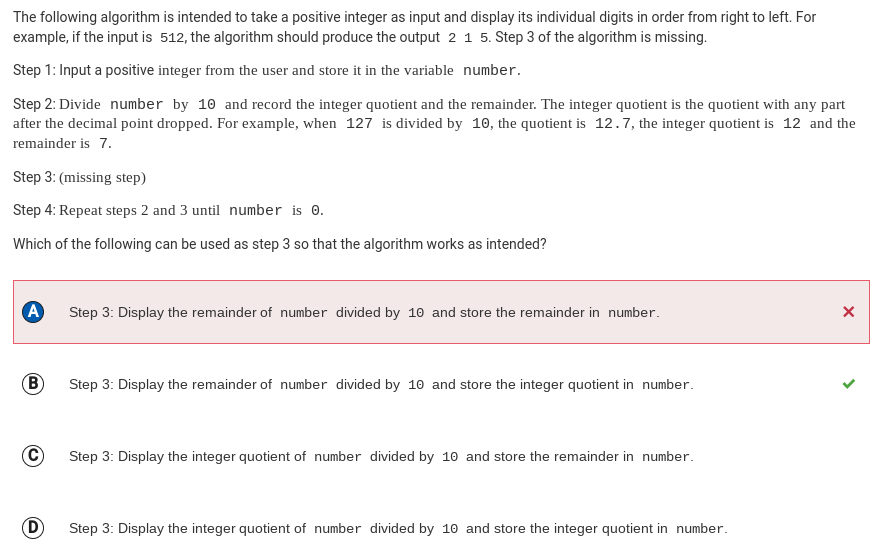 The following algorithm is intended to take a positive integer as input and display its individual digits in order from right to left. For
example, if the input is 512, the algorithm should produce the output 2 1 5. Step 3 of the algorithm is missing.
Step 1: Input a positive integer from the user and store it in the variable number.
Step 2: Divide number by 10 and record the integer quotient and the remainder. The integer quotient is the quotient with any part
after the decimal point dropped. For example, when 127 is divided by 10, the quotient is 12.7, the integer quotient is 12 and the
remainder is 7.
Step 3: (missing step)
Step 4: Repeat steps 2 and 3 until number is 0.
Which of the following can be used as step 3 so that the algorithm works as intended?
A Step 3: Display the remainder of number divided by 10 and store the remainder in number.
B Step 3: Display the remainder of number divided by 10 and store the integer quotient in number.
C Step 3: Display the integer quotient of number divided by 10 and store the remainder in number.
D Step 3: Display the integer quotient of number divided by 10 and store the integer quotient in number.